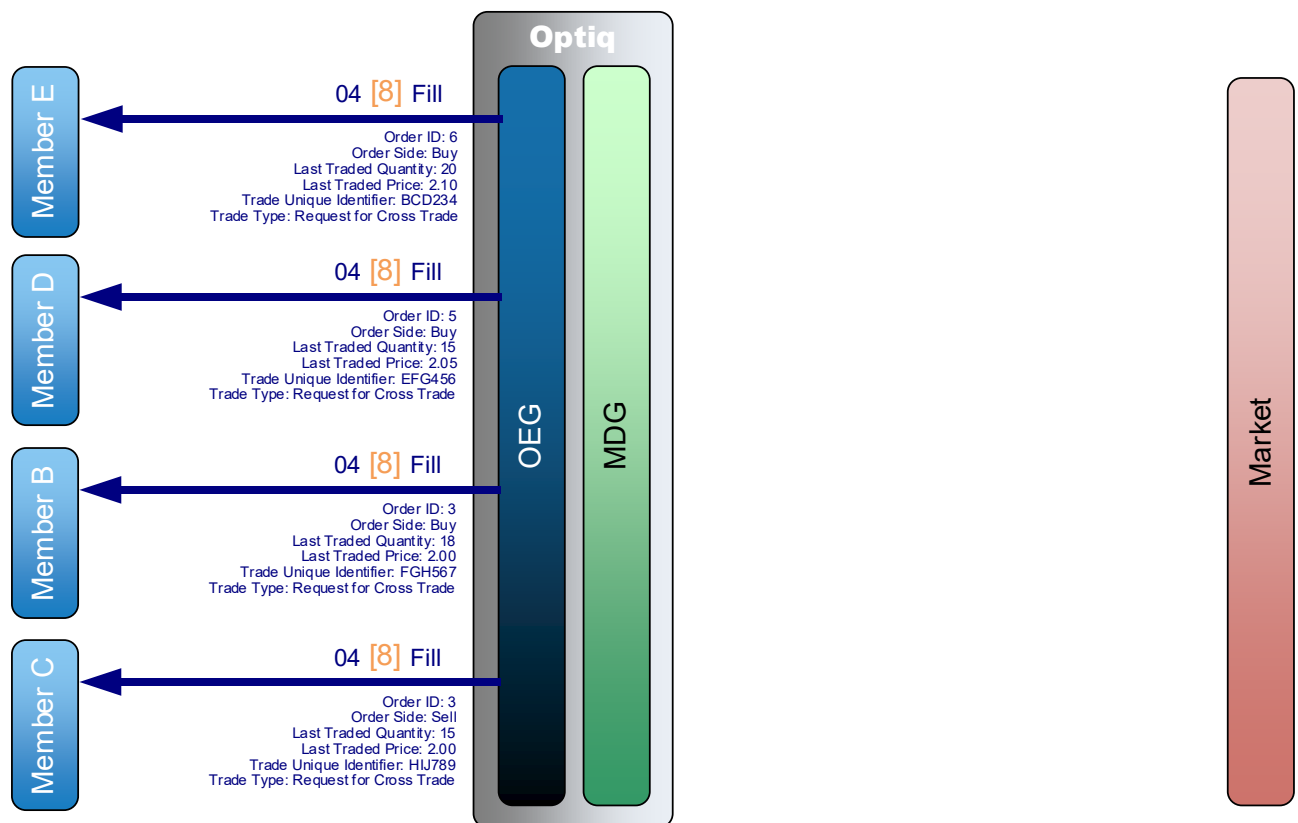 Optiq
Member E
04 [8] Fill
Order ID: 6
Order Side: Buy
Last Traded Quantity: 20
Last Traded Price: 2.10
Trade Unique Identifier: BCD234
Trade Type: Request for Cross Trade
Member D
04 [8] Fill
Order ID: 5
Order Side: Buy
Last Traded Quantity: 15
Last Traded Price: 2.05
Trade Unique Identifier: EFG456
Trade Type: Request for Cross Trade
Member B
04 [8] Fill
Order ID: 3
Order Side: Buy
Last Traded Quantity: 18
Last Traded Price: 2.00
Trade Unique Identifier: FGH567
Trade Type: Request for Cross Trade
Member C
04 [8] Fill
Order ID: 3
Order Side: Sell
Last Traded Quantity: 15
Last Traded Price: 2.00
Trade Unique Identifier: HIJ789
Trade Type: Request for Cross Trade
OEG
MDG
Market